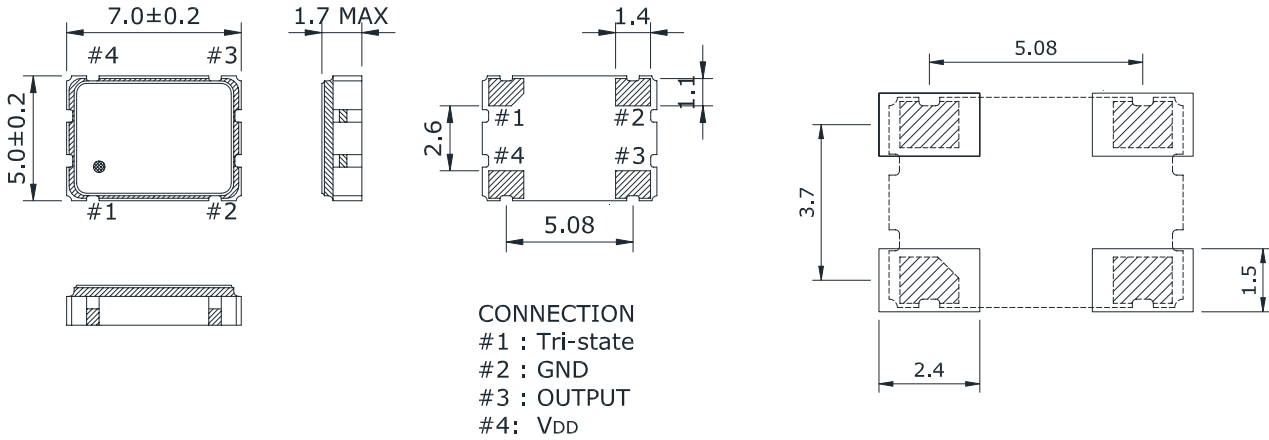 7.0±0.2
1.7 MAX
1.4
5.08
#4 #3
5.0±0.2
#1 #2
1.1
2.6
#1 #2
#4 #3
5.08
3.7
1.5
2.4
CONNECTION
#1 : Tri-state
#2 : GND
#3 : OUTPUT
#4: VDD